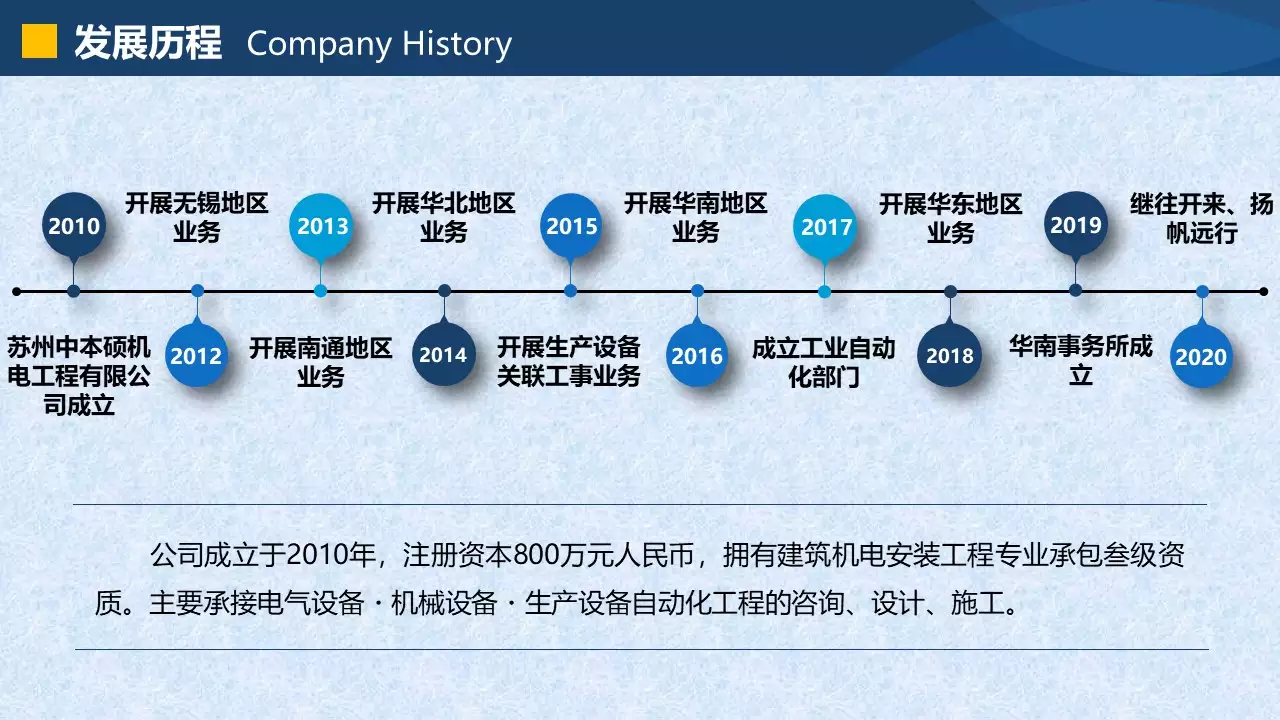 发展历程 Company History
2010
苏州中本硕机
电工程有限公
司成立
开展无锡地区
业务
2012
2013
开展南通地区
业务
开展华北地区
业务
2014
2015
开展生产设备
关联工事业务
开展华南地区
业务
2016
2017
成立工业自动
化部门
开展华东地区
业务
2018
2019
华南事务所成
立
继往开来、扬
帆远行
2020
公司成立于2010年，注册资本800万元人民币，拥有建筑机电安装工程专业承包叁级资
质。主要承接电气设备·机械设备·生产设备自动化工程的咨询、设计、施工。